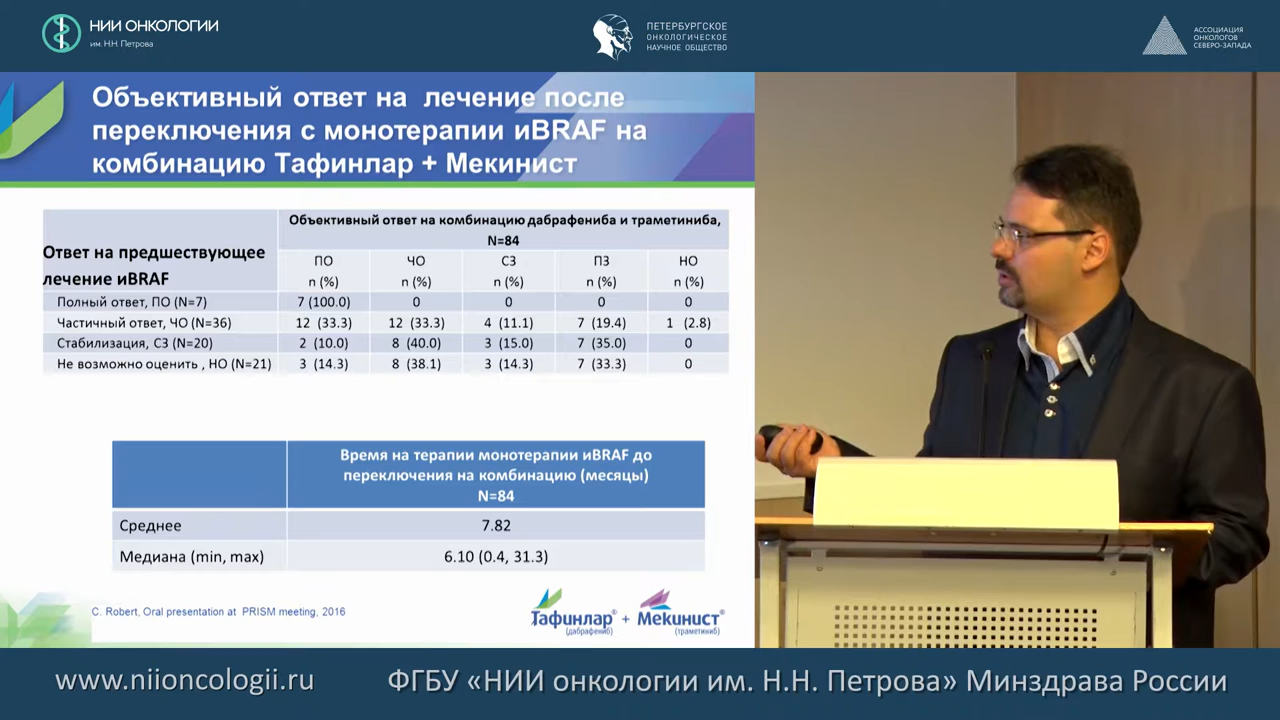 НИИ ОНКОЛОГИИ
им. Н.Н. Петрова
ПЕТЕРБУРГСКОЕ
ОНКОЛОГИЧЕСКОЕ
НАУЧНОЕ ОБЩЕСТВО
АССОЦИАЦИЯ
ОНКОЛОГОВ
СЕВЕРО-ЗАПАДА
Объективный ответ на лечение после
переключения с монотерапии иBRAF на
комбинацию Тафинлар + Мекинист
Ответ на предшествующее
лечение иBRAF
Объективный ответ на комбинацию дабрафениба и траметиниба,
N=84
ПО ЧО СЗ ПЗ НО
n (%) n (%) n (%) n (%) n (%)
Полный ответ, ПО (N=7) 7 (100.0) 0 0 0 0
Частичный ответ, ЧО (N=36) 12 (33.3) 12 (33.3) 4 (11.1) 7 (19.4) 1 (2.8)
Стабилизация, СЗ (N=20) 2 (10.0) 8 (40.0) 3 (15.0) 7 (35.0) 0
Не возможно оценить , НО (N=21) 3 (14.3) 8 (38.1) 3 (14.3) 7 (33.3) 0
Время на терапии монотерапии иBRAF до
переключения на комбинацию (месяцы)
N=84
Среднее 7.82
Медиана (min, max) 6.10 (0.4, 31.3)
C. Robert, Oral presentation at PRISM meeting, 2016
Тафинлар® + Мекинист®
(дабрафениб) (траметиниб)
www.niioncologii.ru ФГБУ «НИИ онкологии им. Н.Н. Петрова» Минздрава России